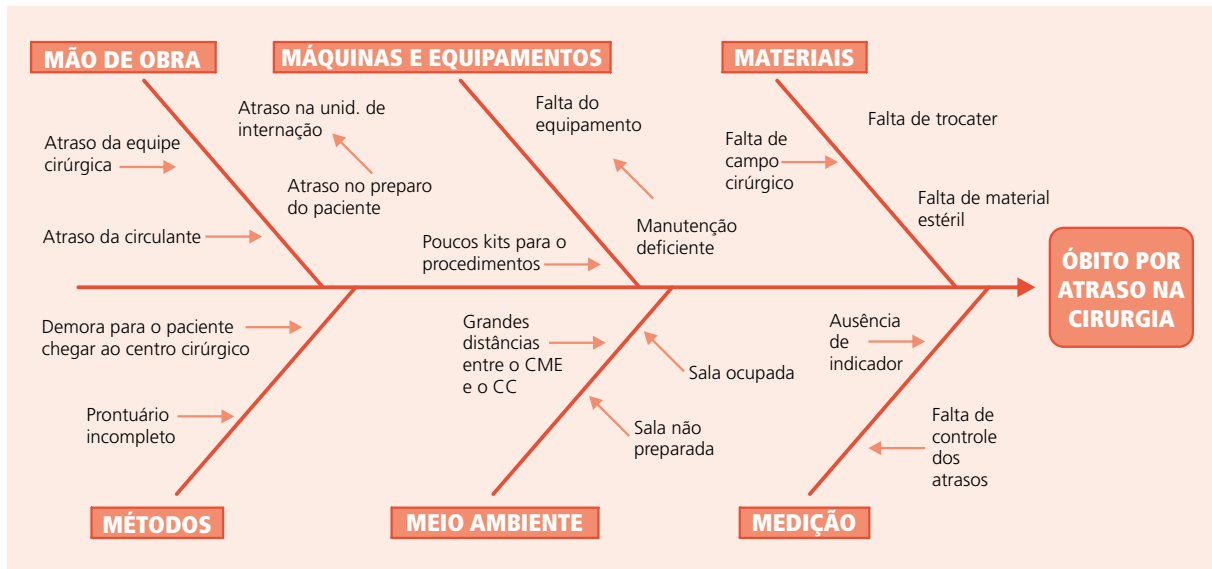 MÃO DE OBRA
MÁQUINAS E EQUIPAMENTOS
MATERIAIS
Atraso da equipe
cirúrgica
Atraso da circulante
Atraso na unid. de
internação
Atraso no preparo
do paciente
Falta do
equipamento
Manutenção
deficiente
Poucos kits para o
procedimentos
Falta de
campo
cirúrgico
Falta de trocater
Falta de material
estéril
ÓBITO POR
ATRASO NA
CIRURGIA
Demora para o paciente
chegar ao centro cirúrgico
Prontuário
incompleto
Grandes
distâncias
entre o CME
e o CC
Sala ocupada
Sala não
preparada
Ausência
de
indicador
Falta de
controle
dos
atrasos
MÉTODOS
MEIO AMBIENTE
MEDIÇÃO